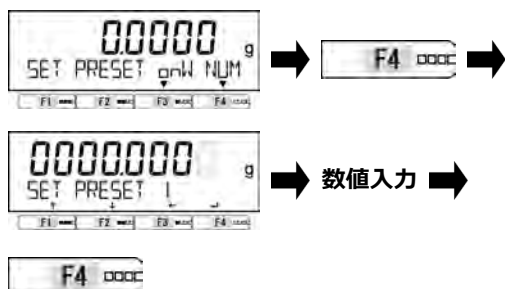 0.0000 g
SET PRESET onW NUM
F1 F2 F3 F4
F4
0000.000 g
SET PRESET 1
F1 F2 F3 F4
数値入力
F4